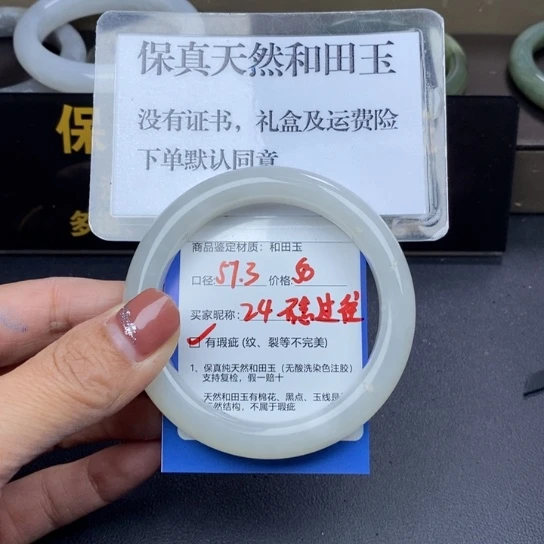 保真天然和田玉
没有证书，礼盒及运费险
下单默认同意
保
多
商品鉴定材质：和田玉
口径:57.3 价格:50
买家昵称：24
有瑕疵 (纹、裂等不完美)
1、保真纯天然和田玉（无酸洗染色注胶）
支持复检，假一赔十
天然和田玉有棉花、黑点、玉线是
然结构，不属于瑕疵